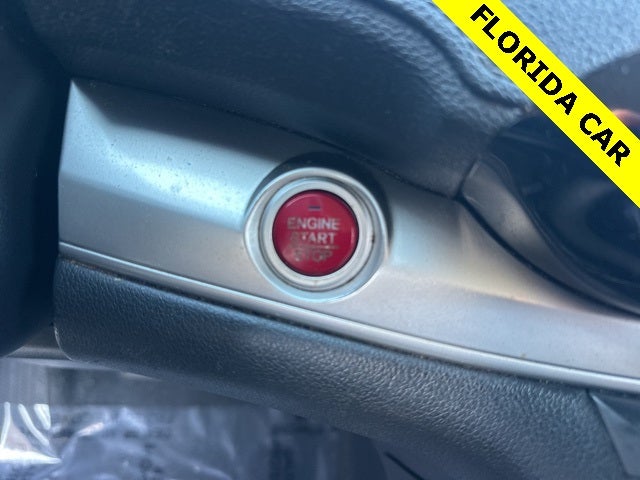 FLORIDA CAR
ENGINE
START
STOP